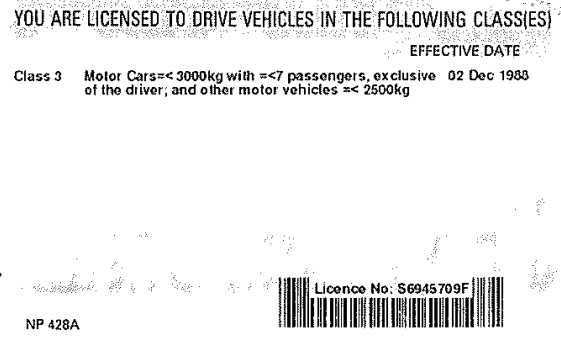 YOU ARE LICENSED TO DRIVE VEHICLES IN THE FOLLOWING CLASS(ES)
EFFECTIVE DATE
Class 3 Motor Cars=< 3000kg with =<7 passengers, exclusive 02 Dec 1988
of the driver; and other motor vehicles =< 2500kg
Licence No: S6945709F
NP 428A